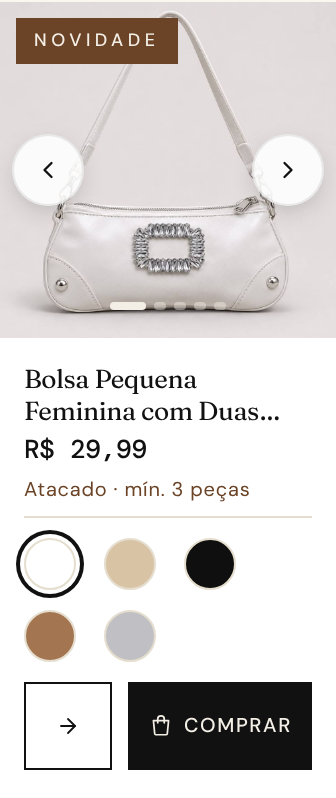 NOVIDADE
Bolsa Pequena
Feminina com Duas...
R$ 29,99
Atacado · mín. 3 peças
COMPRAR